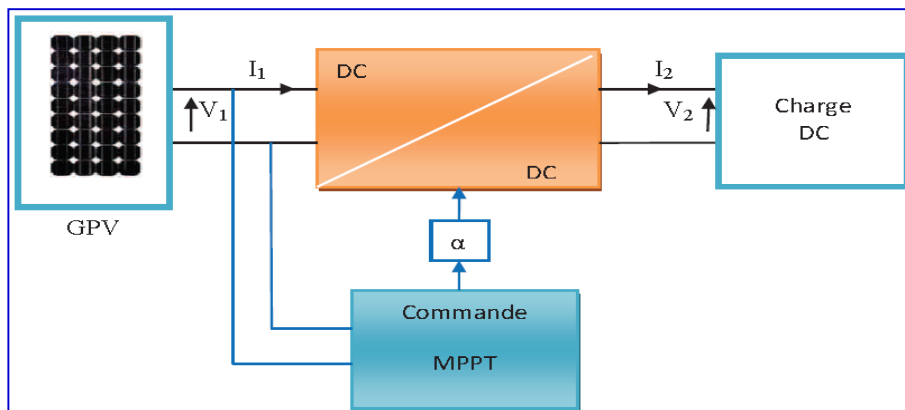 I₁
V₁
GPV
DC
DC
I₂
V₂
Charge
DC
α
Commande
MPPT